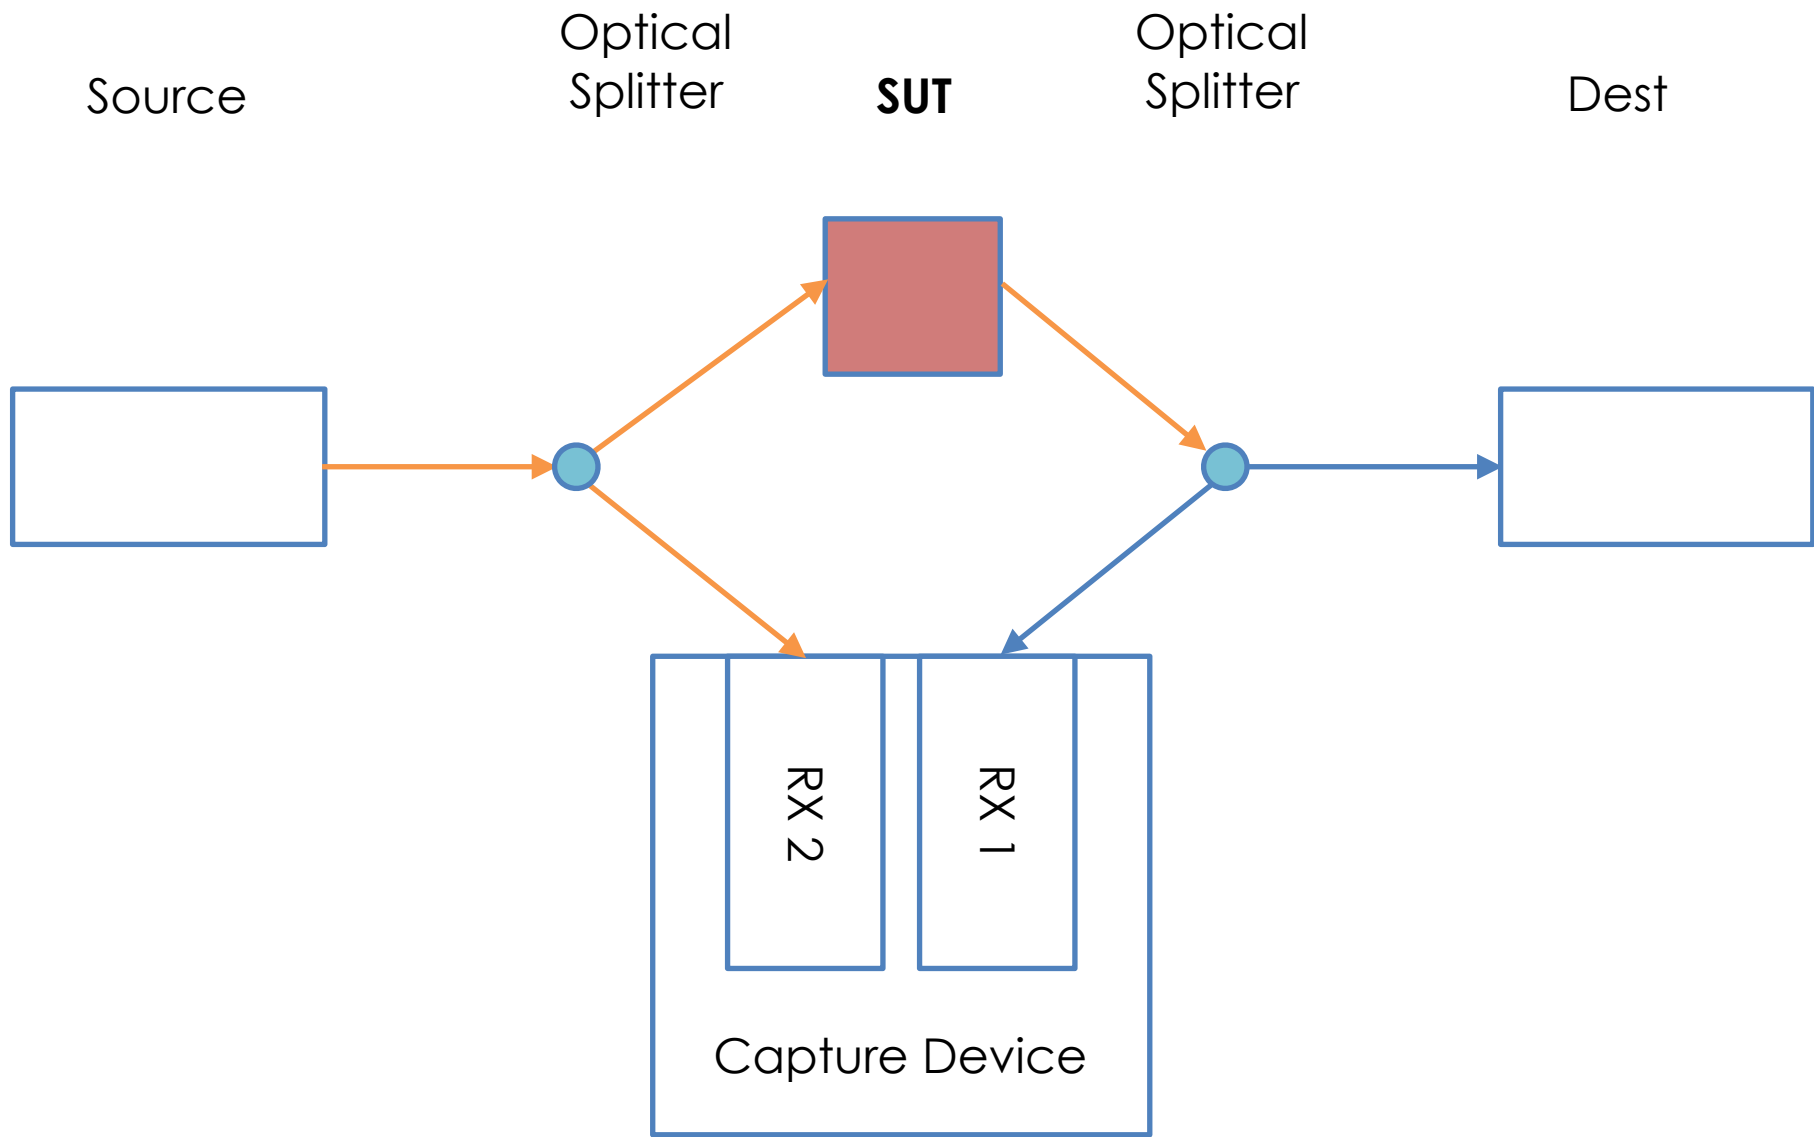 Source
Optical
Splitter
SUT
Optical
Splitter
Dest
RX 2
RX 1
Capture Device